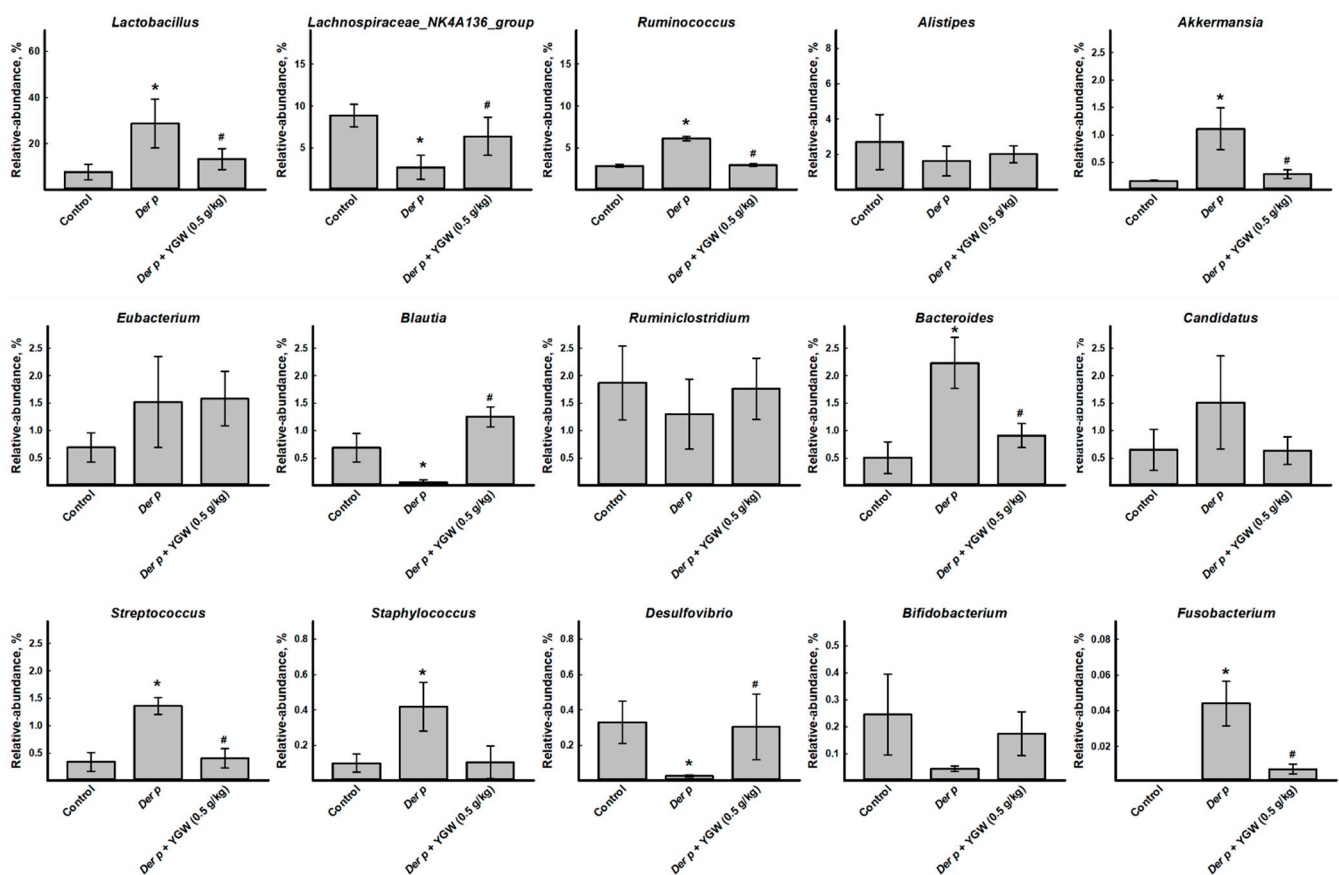 Lactobacillus
Relative-abundance, %
60
40
20
*
#
Control
Der p
Der p + YGW (0.5 g/kg)
Lachnospiraceae_NK4A136_group
Relative-abundance, %
15
10
5
*
#
Control
Der p
Der p + YGW (0.5 g/kg)
Ruminococcus
Relative-abundance, %
15
10
5
*
#
Control
Der p
Der p + YGW (0.5 g/kg)
Alistipes
Relative-abundance, %
8
6
4
2
Control
Der p
Der p + YGW (0.5 g/kg)
Akkermansia
Relative-abundance, %
2.5
2.0
1.5
1.0
0.5
*
#
Control
Der p
Der p + YGW (0.5 g/kg)
Eubacterium
Relative-abundance, %
2.5
2.0
1.5
1.0
0.5
Control
Der p
Der p + YGW (0.5 g/kg)
Blautia
Relative-abundance, %
2.5
2.0
1.5
1.0
0.5
*
#
Control
Der p
Der p + YGW (0.5 g/kg)
Ruminiclostridium
Relative-abundance, %
2.5
2.0
1.5
1.0
0.5
Control
Der p
Der p + YGW (0.5 g/kg)
Bacteroides
Relative-abundance, %
2.5
2.0
1.5
1.0
0.5
*
#
Control
Der p
Der p + YGW (0.5 g/kg)
Candidatus
Relative-abundance, %
2.5
2.0
1.5
1.0
0.5
Control
Der p
Der p + YGW (0.5 g/kg)
Streptococcus
Relative-abundance, %
2.5
2.0
1.5
1.0
0.5
*
#
Control
Der p
Der p + YGW (0.5 g/kg)
Staphylococcus
Relative-abundance, %
0.8
0.6
0.4
0.2
*
Control
Der p
Der p + YGW (0.5 g/kg)
Desulfovibrio
Relative-abundance, %
0.8
0.6
0.4
0.2
*
#
Control
Der p
Der p + YGW (0.5 g/kg)
Bifidobacterium
Relative-abundance, %
0.5
0.4
0.3
0.2
0.1
Control
Der p
Der p + YGW (0.5 g/kg)
Fusobacterium
Relative-abundance, %
0.08
0.06
0.04
0.02
*
#
Control
Der p
Der p + YGW (0.5 g/kg)